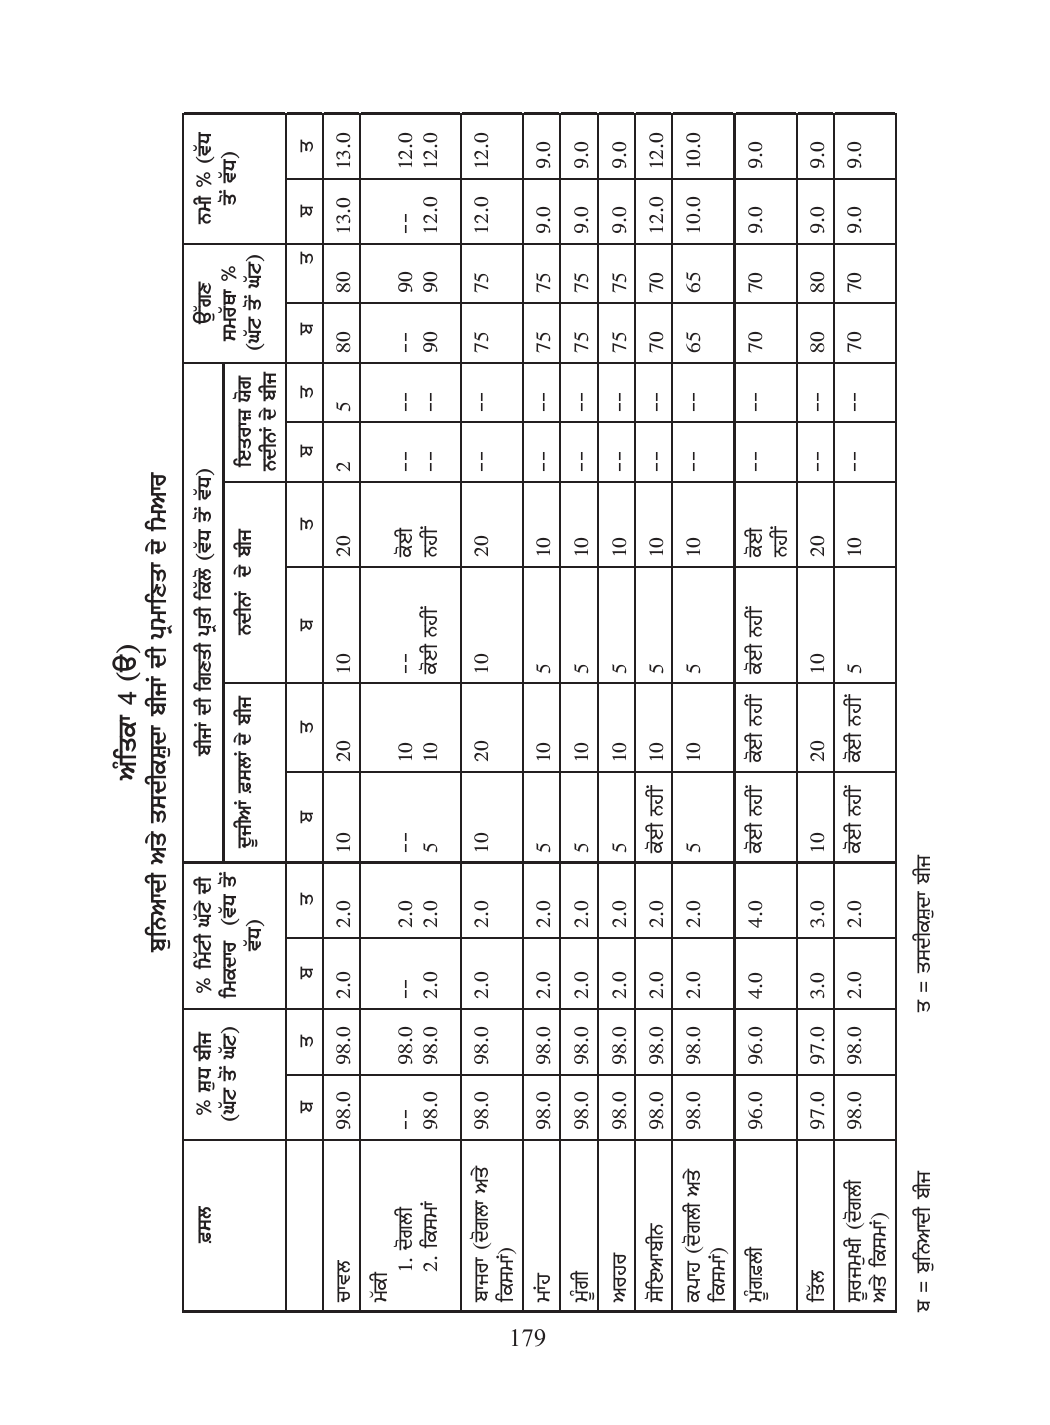 ਅੰਤਿਕਾ 4 (ੳ)
ਬੁਨਿਆਦੀ ਅਤੇ ਤਸਦੀਕਸ਼ੁਦਾ ਬੀਜਾਂ ਦੀ ਪ੍ਰਮਾਣਿਤਾ ਦੇ ਮਿਆਰ
ਫ਼ਸਲ % ਸ਼ੁਧ ਬੀਜ (ਘੱਟ ਤੋਂ ਘੱਟ) % ਮਿੱਟੀ ਘੱਟੇ ਦੀ ਮਿਕਦਾਰ (ਵੱਧ ਤੋਂ ਵੱਧ) ਬੀਜਾਂ ਦੀ ਗਿਣਤੀ ਪ੍ਰਤੀ ਕਿੱਲੋ (ਵੱਧ ਤੋਂ ਵੱਧ) ਉੱਗਣ ਸਮਰੱਥਾ % (ਘੱਟ ਤੋਂ ਘੱਟ) ਨਮੀ % (ਵੱਧ ਤੋਂ ਵੱਧ)
ਦੂਜੀਆਂ ਫ਼ਸਲਾਂ ਦੇ ਬੀਜ ਨਦੀਨਾਂ ਦੇ ਬੀਜ ਇਤਰਾਜ਼ ਯੋਗ ਨਦੀਨਾਂ ਦੇ ਬੀਜ
ਬ ਤ ਬ ਤ ਬ ਤ ਬ ਤ ਬ ਤ ਬ ਤ ਬ ਤ
ਚਾਵਲ 98.0 98.0 2.0 2.0 10 20 10 20 2 5 80 80 13.0 13.0
ਮੱਕੀ
1. ਦੋਗਲੀ -- 98.0 -- 2.0 -- 10 -- ਕੋਈ -- -- -- 90 -- 12.0
2. ਕਿਸਮਾਂ 98.0 98.0 2.0 2.0 5 10 ਕੋਈ ਨਹੀਂ ਨਹੀਂ -- -- 90 90 12.0 12.0
ਬਾਜਰਾ (ਦੋਗਲਾ ਅਤੇ 98.0 98.0 2.0 2.0 10 20 10 20 -- -- 75 75 12.0 12.0
ਕਿਸਮਾਂ)
ਮਾਂਹ 98.0 98.0 2.0 2.0 5 10 5 10 -- -- 75 75 9.0 9.0
ਮੂੰਗੀ 98.0 98.0 2.0 2.0 5 10 5 10 -- -- 75 75 9.0 9.0
ਅਰਹਰ 98.0 98.0 2.0 2.0 5 10 5 10 -- -- 75 75 9.0 9.0
ਸੋਇਆਬੀਨ 98.0 98.0 2.0 2.0 ਕੋਈ ਨਹੀਂ 10 5 10 -- -- 70 70 12.0 12.0
ਕਪਾਹ (ਦੋਗਲੀ ਅਤੇ 98.0 98.0 2.0 2.0 5 10 5 10 -- -- 65 65 10.0 10.0
ਕਿਸਮਾਂ)
ਮੂੰਗਫਲੀ 96.0 96.0 4.0 4.0 ਕੋਈ ਨਹੀਂ ਕੋਈ ਨਹੀਂ ਕੋਈ ਨਹੀਂ ਕੋਈ -- -- 70 70 9.0 9.0
ਨਹੀਂ
ਤਿੱਲ 97.0 97.0 3.0 3.0 10 20 10 20 -- -- 80 80 9.0 9.0
ਸੂਰਜਮੁਖੀ (ਦੋਗਲੀ 98.0 98.0 2.0 2.0 ਕੋਈ ਨਹੀਂ ਕੋਈ ਨਹੀਂ 5 10 -- -- 70 70 9.0 9.0
ਅਤੇ ਕਿਸਮਾਂ)
ਬ = ਬੁਨਿਆਦੀ ਬੀਜ ਤ = ਤਸਦੀਕਸ਼ੁਦਾ ਬੀਜ
179